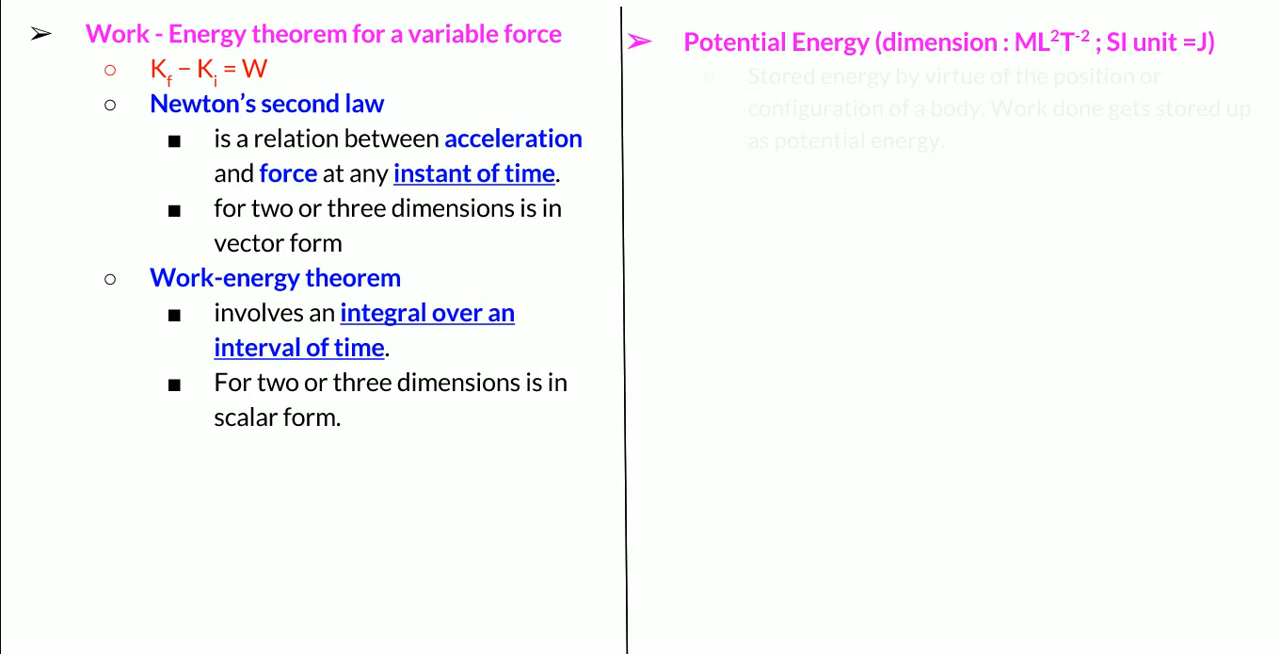 ➢ Work - Energy theorem for a variable force
○ K_f − K_i = W
○ Newton’s second law
■ is a relation between acceleration
and force at any instant of time.
■ for two or three dimensions is in
vector form
○ Work-energy theorem
■ involves an integral over an
interval of time.
■ For two or three dimensions is in
scalar form.
➢ Potential Energy (dimension : ML²T⁻² ; SI unit =J)
○ Stored energy by virtue of the position or
configuration of a body. Work done gets stored up
as potential energy.